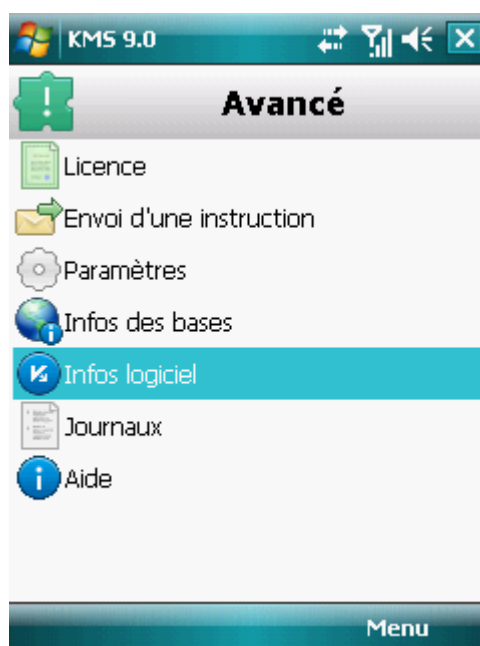 KMS 9.0
Avancé
Licence
Envoi d'une instruction
Paramètres
Infos des bases
Infos logiciel
Journaux
Aide
Menu